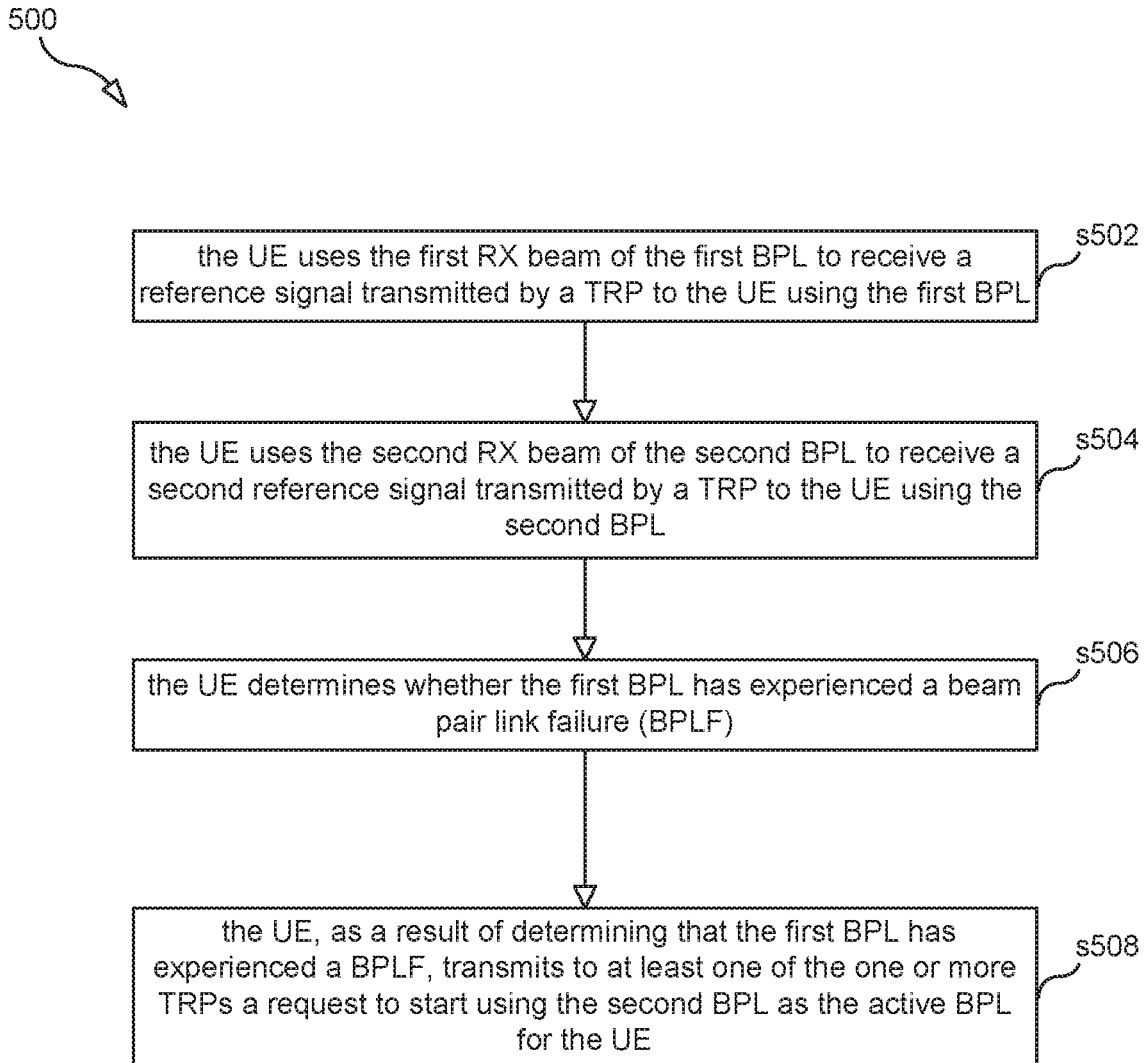 500
the UE uses the first RX beam of the first BPL to receive a
reference signal transmitted by a TRP to the UE using the first BPL
s502
the UE uses the second RX beam of the second BPL to receive a
second reference signal transmitted by a TRP to the UE using the
second BPL
s504
the UE determines whether the first BPL has experienced a beam
pair link failure (BPLF)
s506
the UE, as a result of determining that the first BPL has
experienced a BPLF, transmits to at least one of the one or more
TRPs a request to start using the second BPL as the active BPL
for the UE
s508